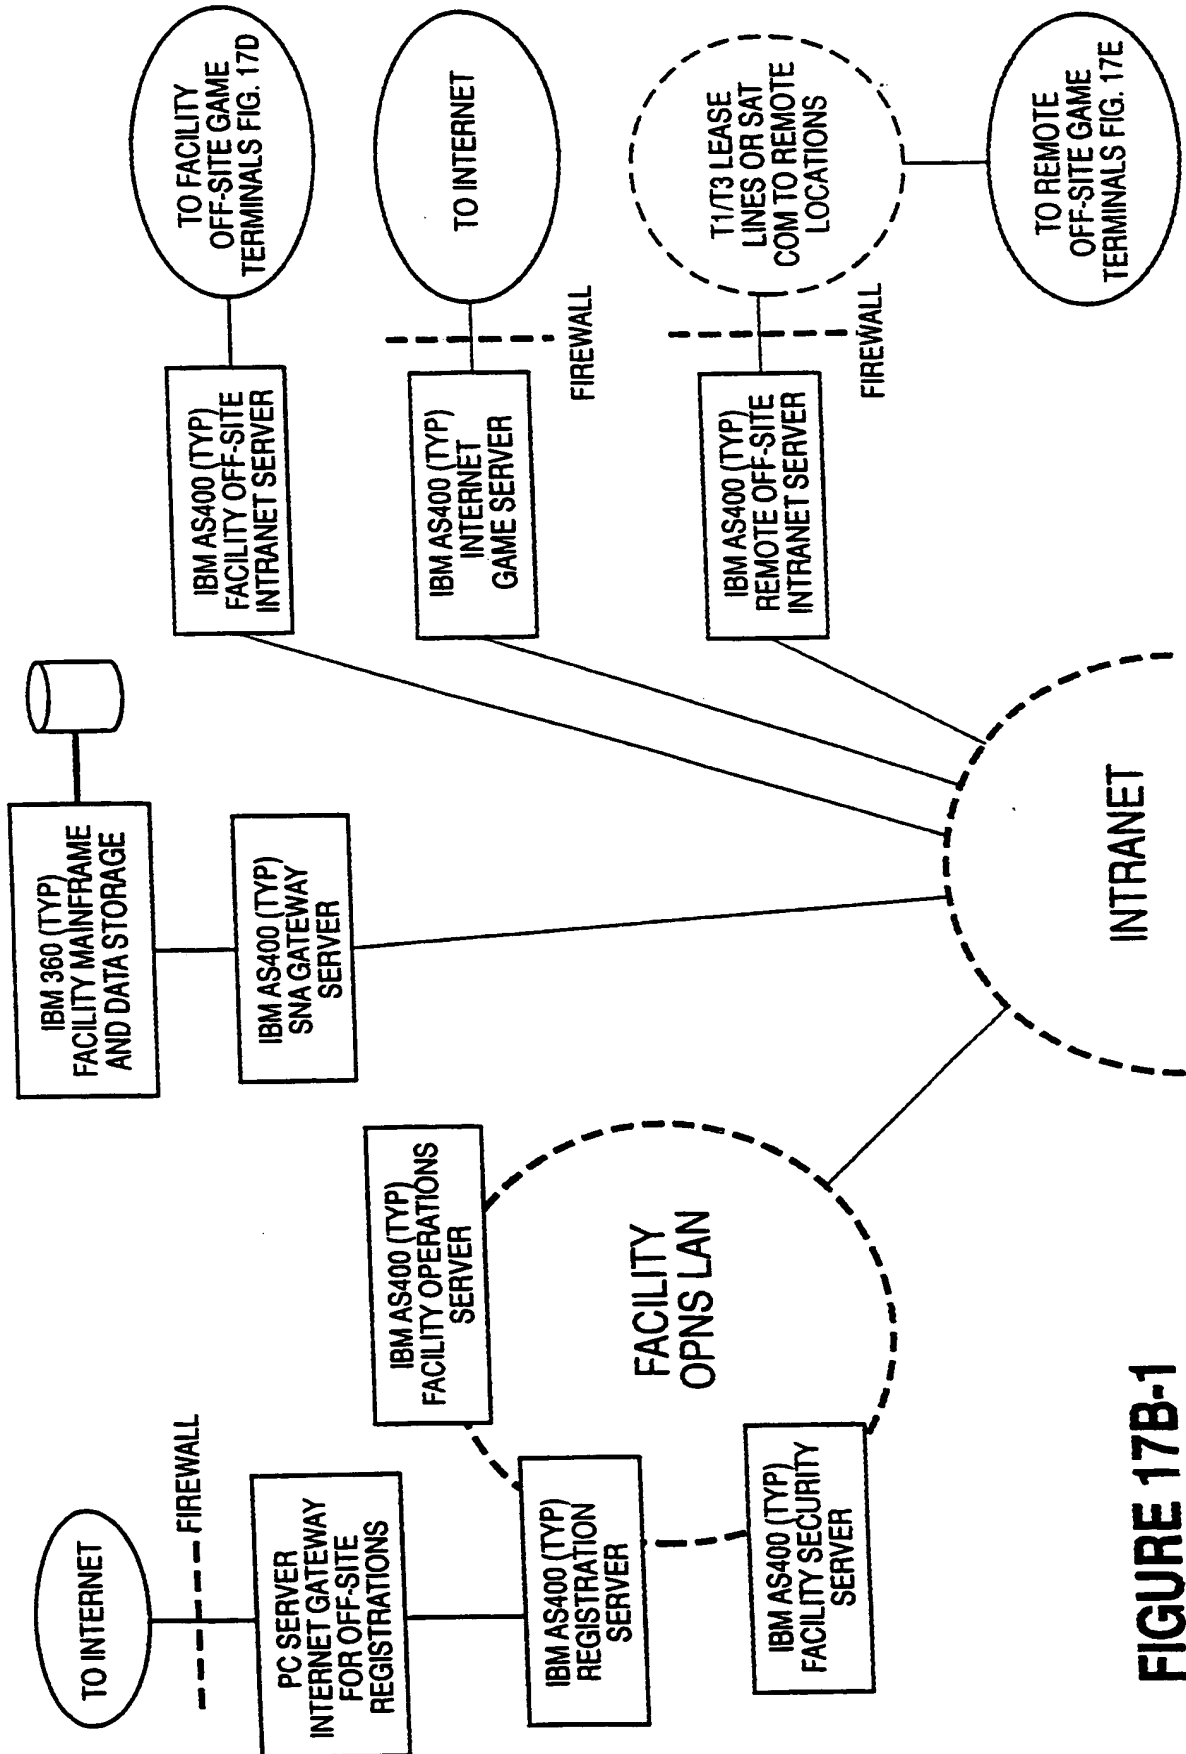 TO INTERNET
FIREWALL
PC SERVER
INTERNET GATEWAY
FOR OFF-SITE
REGISTRATIONS
IBM AS400 (TYP)
REGISTRATION
SERVER
IBM AS400 (TYP)
FACILITY SECURITY
SERVER
IBM AS400 (TYP)
FACILITY OPERATIONS
SERVER
FACILITY
OPNS LAN
IBM 360 (TYP)
FACILITY MAINFRAME
AND DATA STORAGE
IBM AS400 (TYP)
SNA GATEWAY
SERVER
IBM AS400 (TYP)
FACILITY OFF-SITE
INTRANET SERVER
TO FACILITY
OFF-SITE GAME
TERMINALS FIG. 17D
IBM AS400 (TYP)
INTERNET
GAME SERVER
FIREWALL
TO INTERNET
IBM AS400 (TYP)
REMOTE OFF-SITE
INTRANET SERVER
FIREWALL
T1/T3 LEASE
LINES OR SAT
COM TO REMOTE
LOCATIONS
TO REMOTE
OFF-SITE GAME
TERMINALS FIG. 17E
INTRANET
FIGURE 17B-1